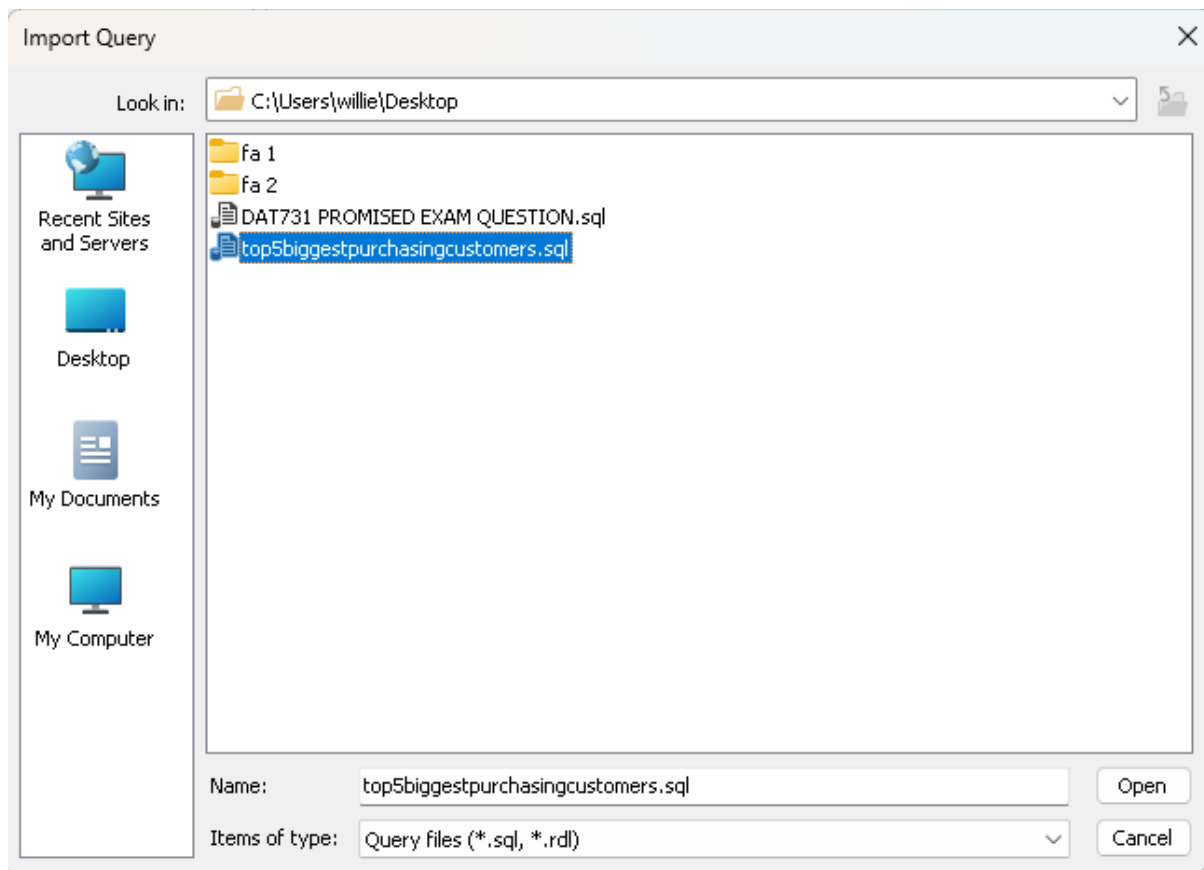 Import Query
Look in: C:\Users\willie\Desktop
Recent Sites
and Servers
Desktop
My Documents
My Computer
fa 1
fa 2
DAT731 PROMISED EXAM QUESTION.sql
top5biggestpurchasingcustomers.sql
Name: top5biggestpurchasingcustomers.sql Open
Items of type: Query files (*.sql, *.rdl) Cancel